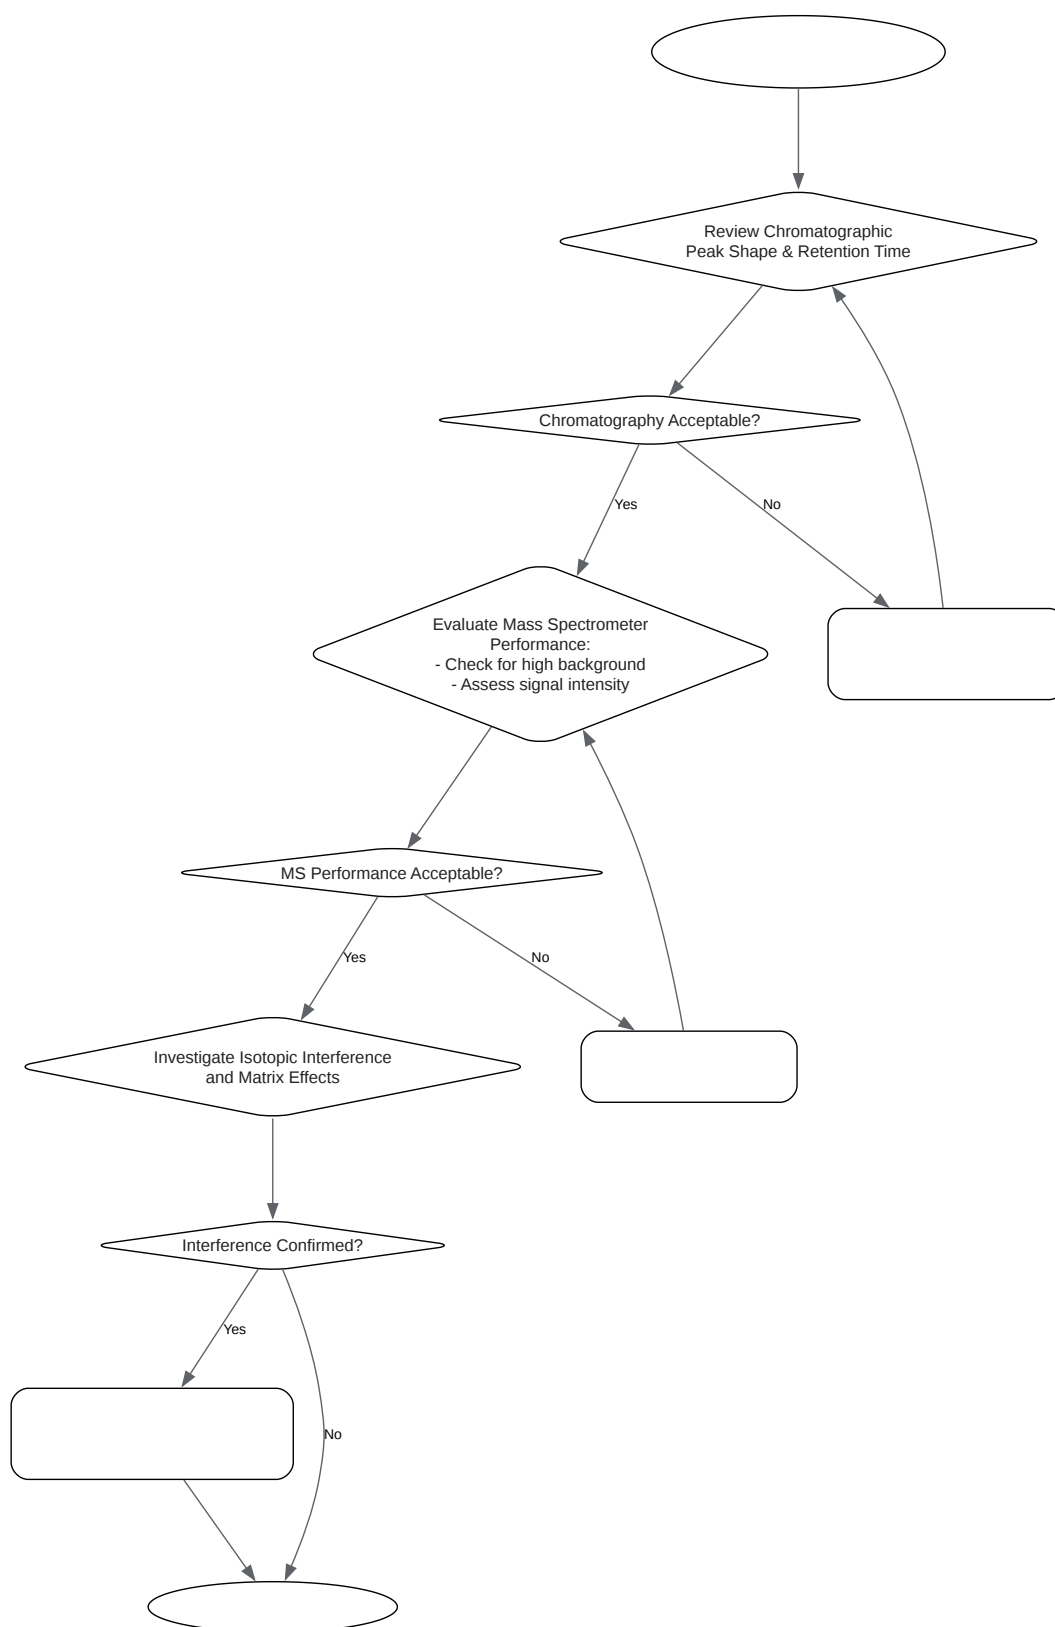 Review Chromatographic
Peak Shape & Retention Time
Chromatography Acceptable?
Yes
No
Evaluate Mass Spectrometer
Performance:
- Check for high background
- Assess signal intensity
MS Performance Acceptable?
Yes
No
Investigate Isotopic Interference
and Matrix Effects
Interference Confirmed?
Yes
No